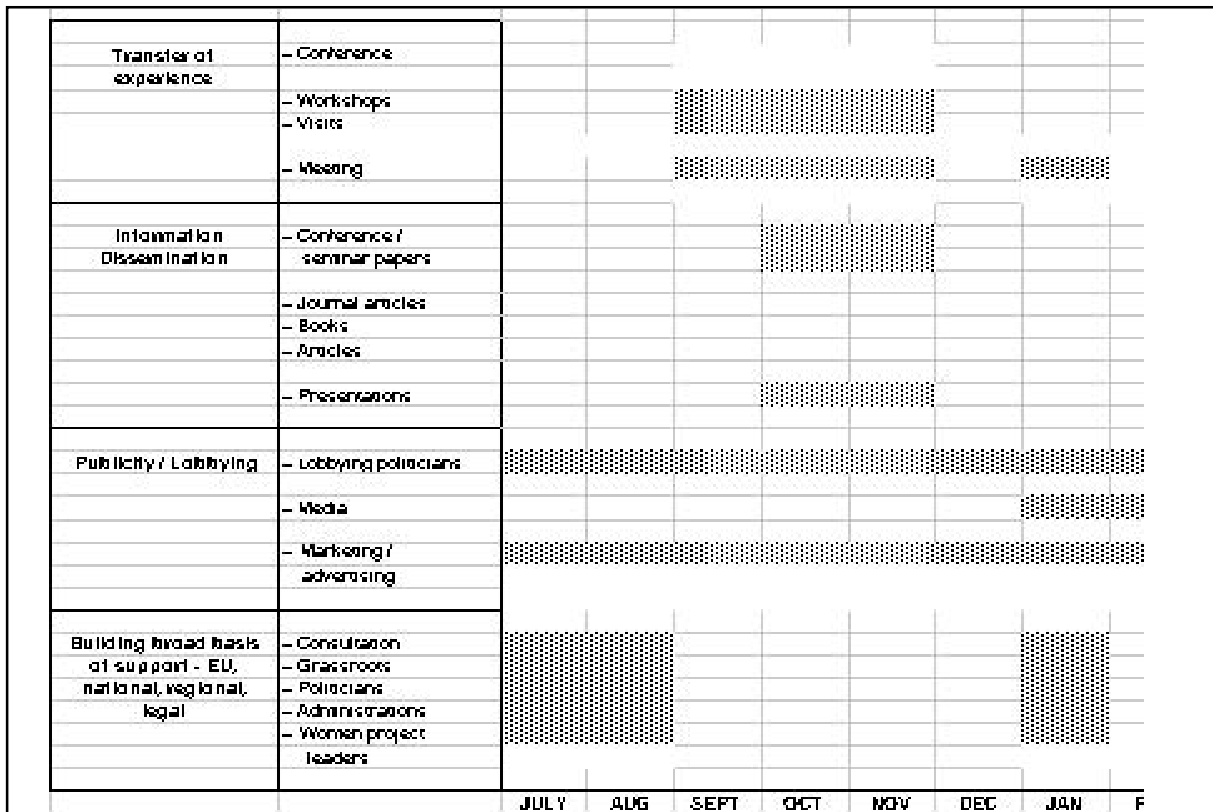 Transfer of
experience
– Conference
– Workshops
– Visits
– Meeting
Information
Dissemination
– Conference /
seminar papers
– Journal articles
– Books
– Articles
– Presentations
Publicity / Lobbying
– Lobbying politicians
– Media
– Marketing /
advertising
Building broad basis
of support - EU,
national, regional,
legal
– Consultation
– Grassroots
– Politicians
– Administrations
– Women project
leaders
JULY AUG SEPT OCT NOV DEC JAN F